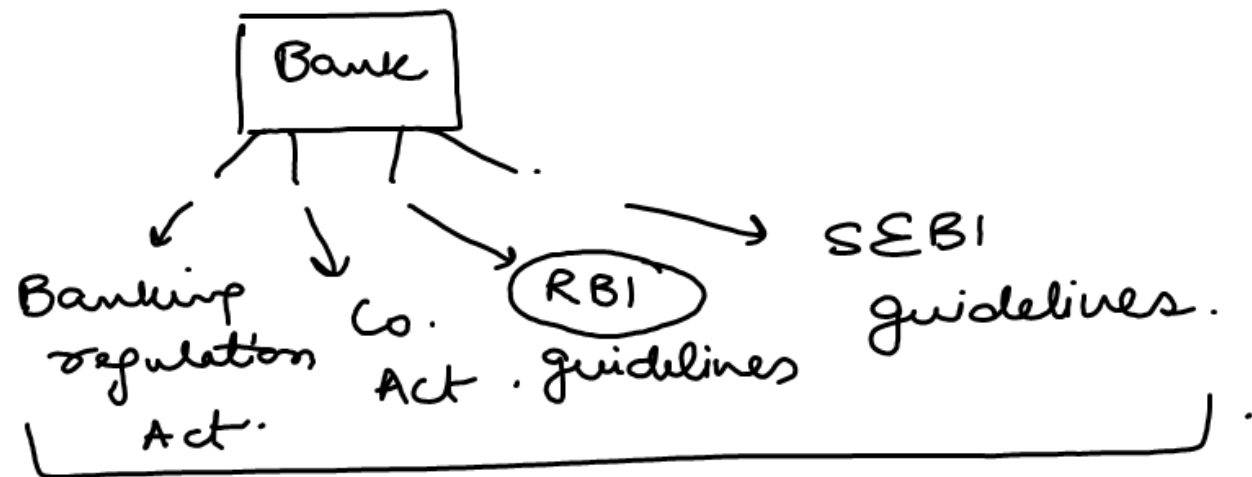 Bank
Banking
regulation
Act.
Co.
Act.
RBI
guidelines
SEBI
guidelines.